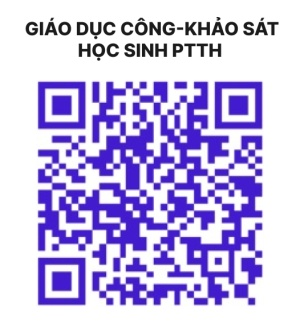 GIÁO DỤC CÔNG-KHẢO SÁT
HỌC SINH PTTH